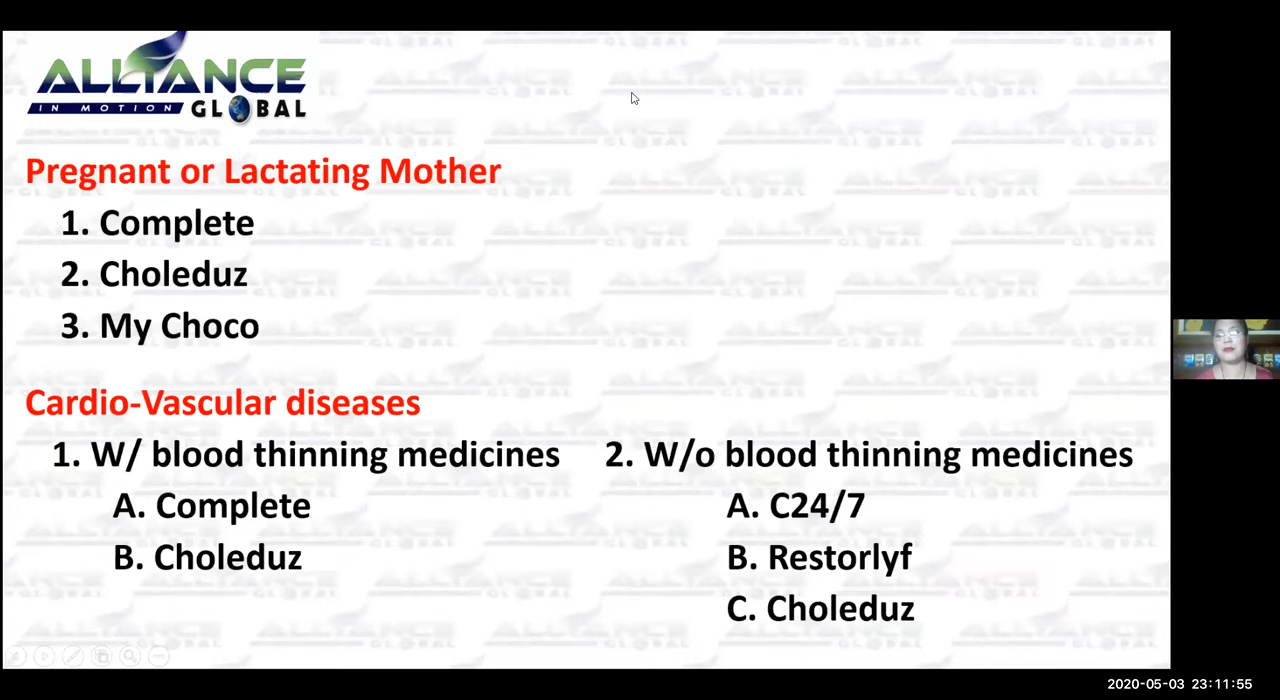 ALLIANCE
IN MOTION GLOBAL
Pregnant or Lactating Mother
1. Complete
2. Choleduz
3. My Choco
Cardio-Vascular diseases
1. W/ blood thinning medicines
A. Complete
B. Choleduz
2. W/o blood thinning medicines
A. C24/7
B. Restorlyf
C. Choleduz
2020-05-03 23:11:55